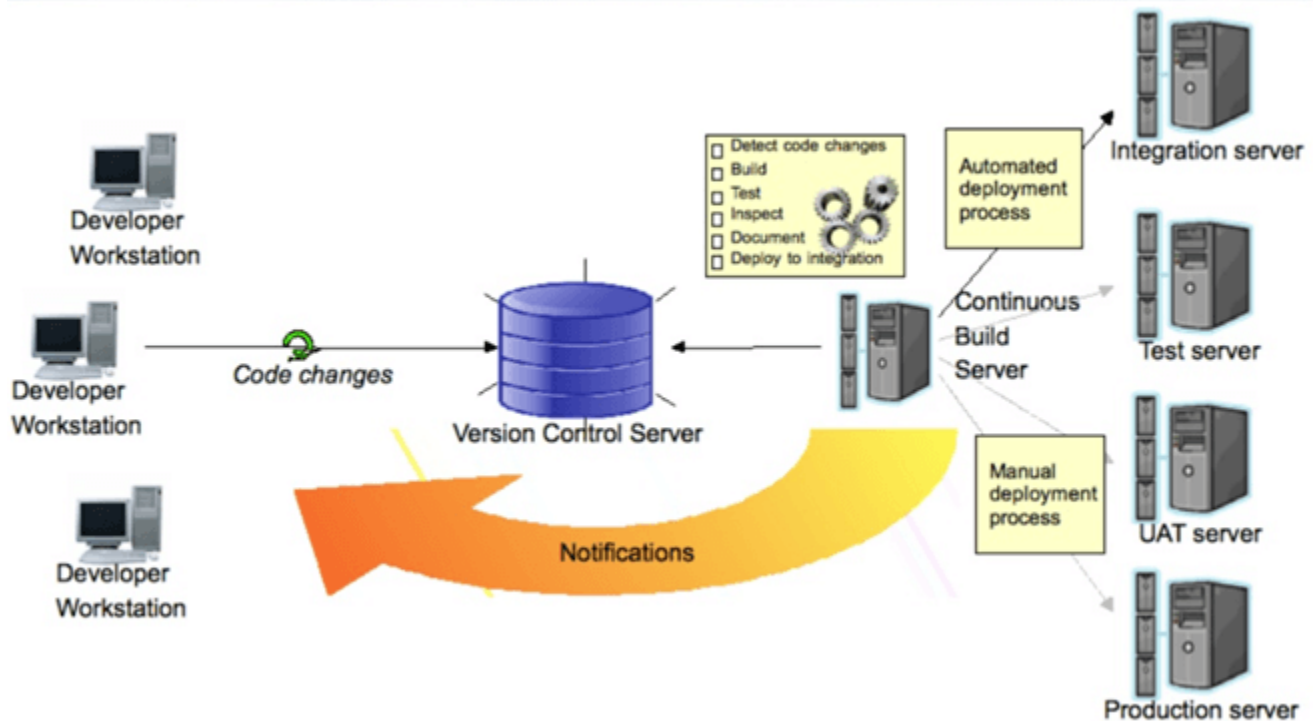 Developer
Workstation
Developer
Workstation
Developer
Workstation
Code changes
Version Control Server
Notifications
Detect code changes
Build
Test
Inspect
Document
Deploy to integration
Continuous
Build
Server
Automated
deployment
process
Manual
deployment
process
Integration server
Test server
UAT server
Production server